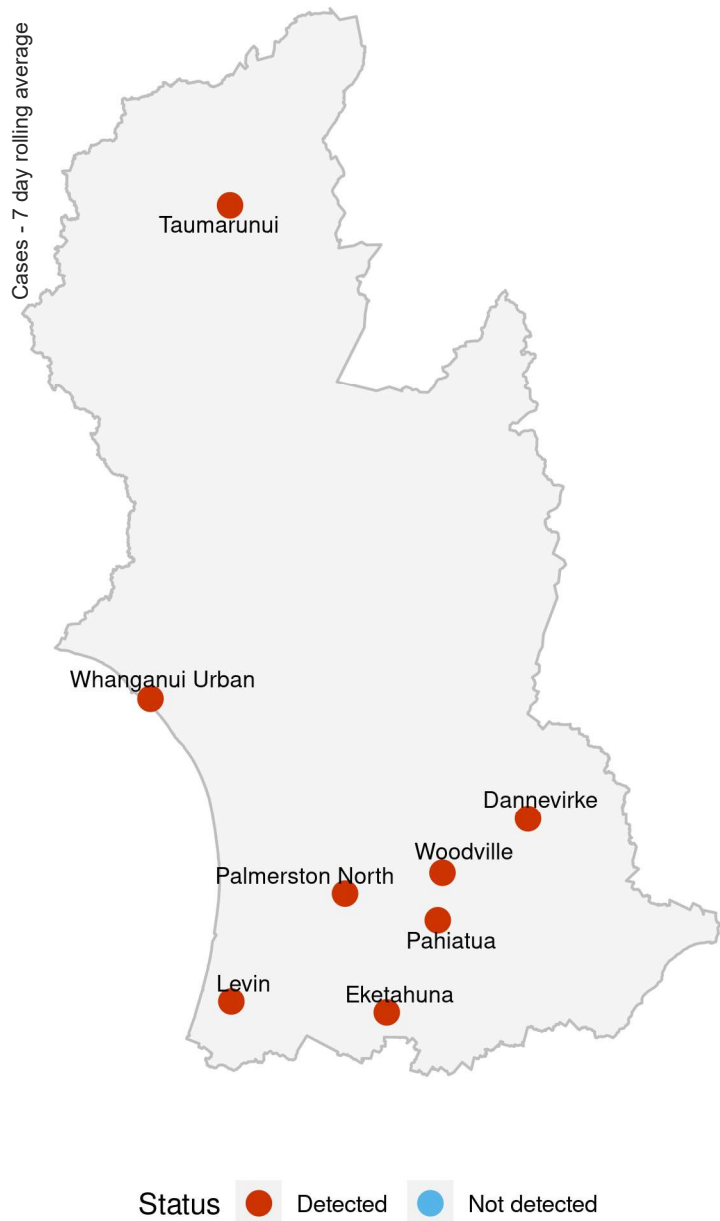 Cases - 7 day rolling average
Taumarunui
Whanganui Urban
Dannevirke
Woodville
Palmerston North
Pahiatua
Levin
Eketahuna
Status Detected Not detected